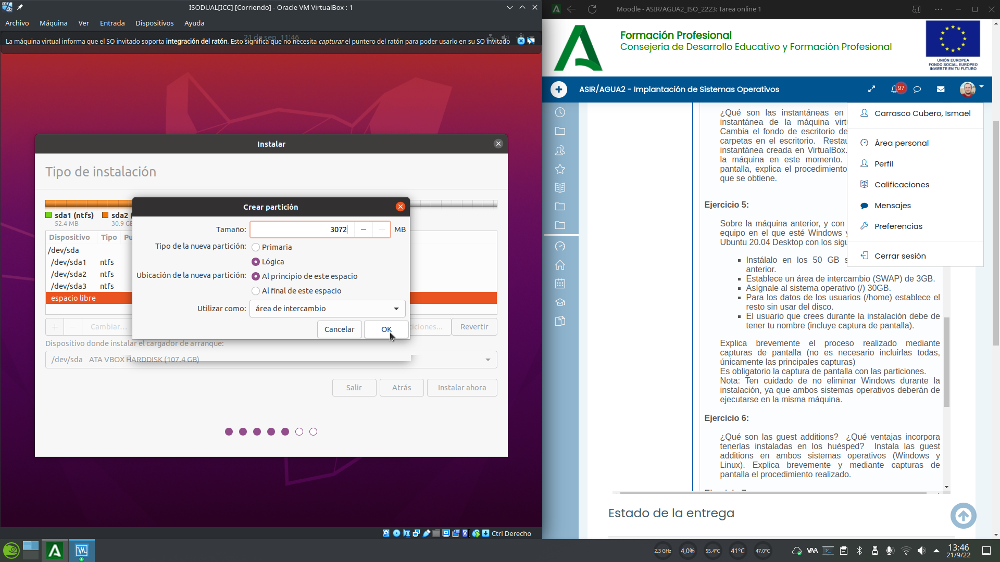 ISODUAL[ICC] [Corriendo] - Oracle VM VirtualBox : 1
Archivo Máquina Ver Entrada Dispositivos Ayuda
21 de sep 11:46
La máquina virtual informa que el SO invitado soporta integración del ratón. Esto significa que no necesita capturar el puntero del ratón para poder usarlo en su SO invitado
Instalar
Tipo de instalación
sda1 (ntfs) sda2 (
52.4 MB 30.9 G
Dispositivo Tipo Pu
/dev/sda
/dev/sda1 ntfs
/dev/sda2 ntfs
/dev/sda3 ntfs
espacio libre
+ − Cambiar... iciones... Revertir
Dispositivo donde instalar el cargador de arranque:
/dev/sda ATA VBOX HARDDISK (107.4 GB)
Salir Atrás Instalar ahora
Crear partición
Tamaño: 3072 − + MB
Tipo de la nueva partición: Primaria
Lógica
Ubicación de la nueva partición: Al principio de este espacio
Al final de este espacio
Utilizar como: área de intercambio
Cancelar OK
Ctrl Derecho
Moodle - ASIR/AGUA2_ISO_2223: Tarea online 1
Formación Profesional
Consejería de Desarrollo Educativo y Formación Profesional
UNIÓN EUROPEA
FONDO SOCIAL EUROPEO
INVIERTE EN TU FUTURO
ASIR/AGUA2 - Implantación de Sistemas Operativos
97
Carrasco Cubero, Ismael
Área personal
Perfil
Calificaciones
Mensajes
Preferencias
Cerrar sesión
¿Qué son las instantáneas en
instantánea de la máquina virtu
Cambia el fondo de escritorio de
carpetas en el escritorio. Restau
instantánea creada en VirtualBox.
la máquina en este momento.
pantalla, explica el procedimiento
que se obtiene.
Ejercicio 5:
Sobre la máquina anterior, y con
equipo en el que esté Windows y
Ubuntu 20.04 Desktop con los sigu
Instálalo en los 50 GB s
anterior.
Establece un área de intercambio (SWAP) de 3GB.
Asígnale al sistema operativo (/) 30GB.
Para los datos de los usuarios (/home) establece el
resto sin usar del disco.
El usuario que crees durante la instalación debe de
tener tu nombre (incluye captura de pantalla).
Explica brevemente el proceso realizado mediante
capturas de pantalla (no es necesario incluirlas todas,
únicamente las principales capturas)
Es obligatorio la captura de pantalla con las particiones.
Nota: Ten cuidado de no eliminar Windows durante la
instalación, ya que ambos sistemas operativos deberán de
ejecutarse en la misma máquina.
Ejercicio 6:
¿Qué son las guest additions? ¿Qué ventajas incorpora
tenerlas instaladas en los huésped? Instala las guest
additions en ambos sistemas operativos (Windows y
Linux). Explica brevemente y mediante capturas de
pantalla el procedimiento realizado.
Estado de la entrega
2,3 GHz 4,0% 55,4°C 41°C 47,0°C
13:46
21/9/22